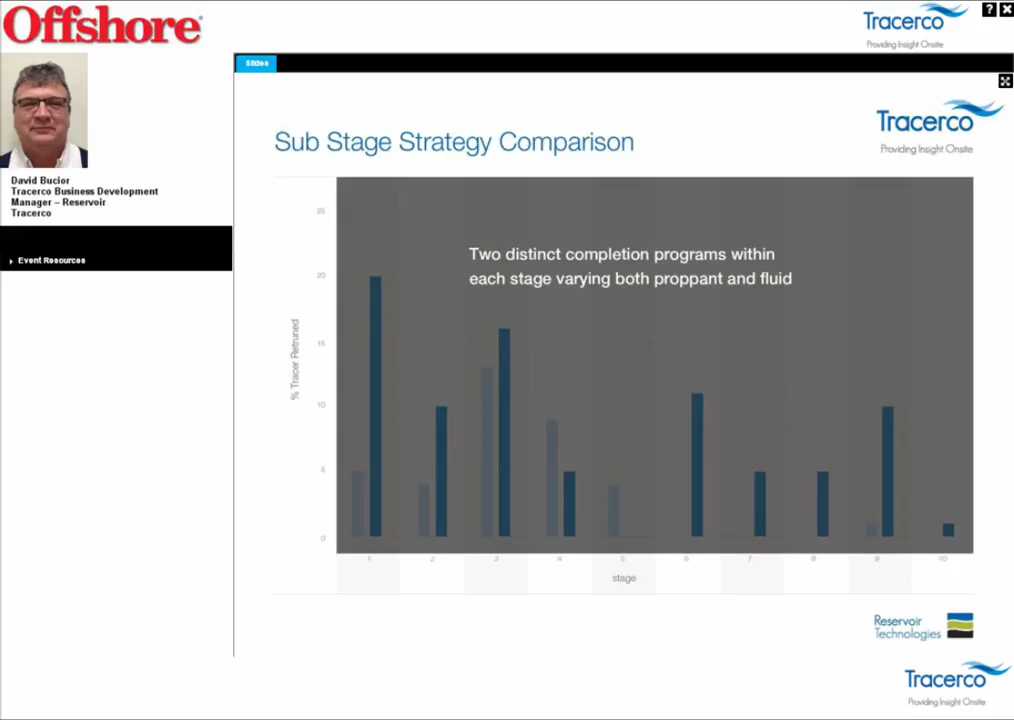 Offshore
Tracerco
Providing Insight Onsite
?
Slides
David Bucior
Tracerco Business Development
Manager – Reservoir
Tracerco
Event Resources
Tracerco
Providing Insight Onsite
Sub Stage Strategy Comparison
Two distinct completion programs within
each stage varying both proppant and fluid
% Tracer Retruned
25
20
15
10
5
0
1 2 3 4 5 6 7 8 9 10
stage
Reservoir
Technologies
Tracerco
Providing Insight Onsite